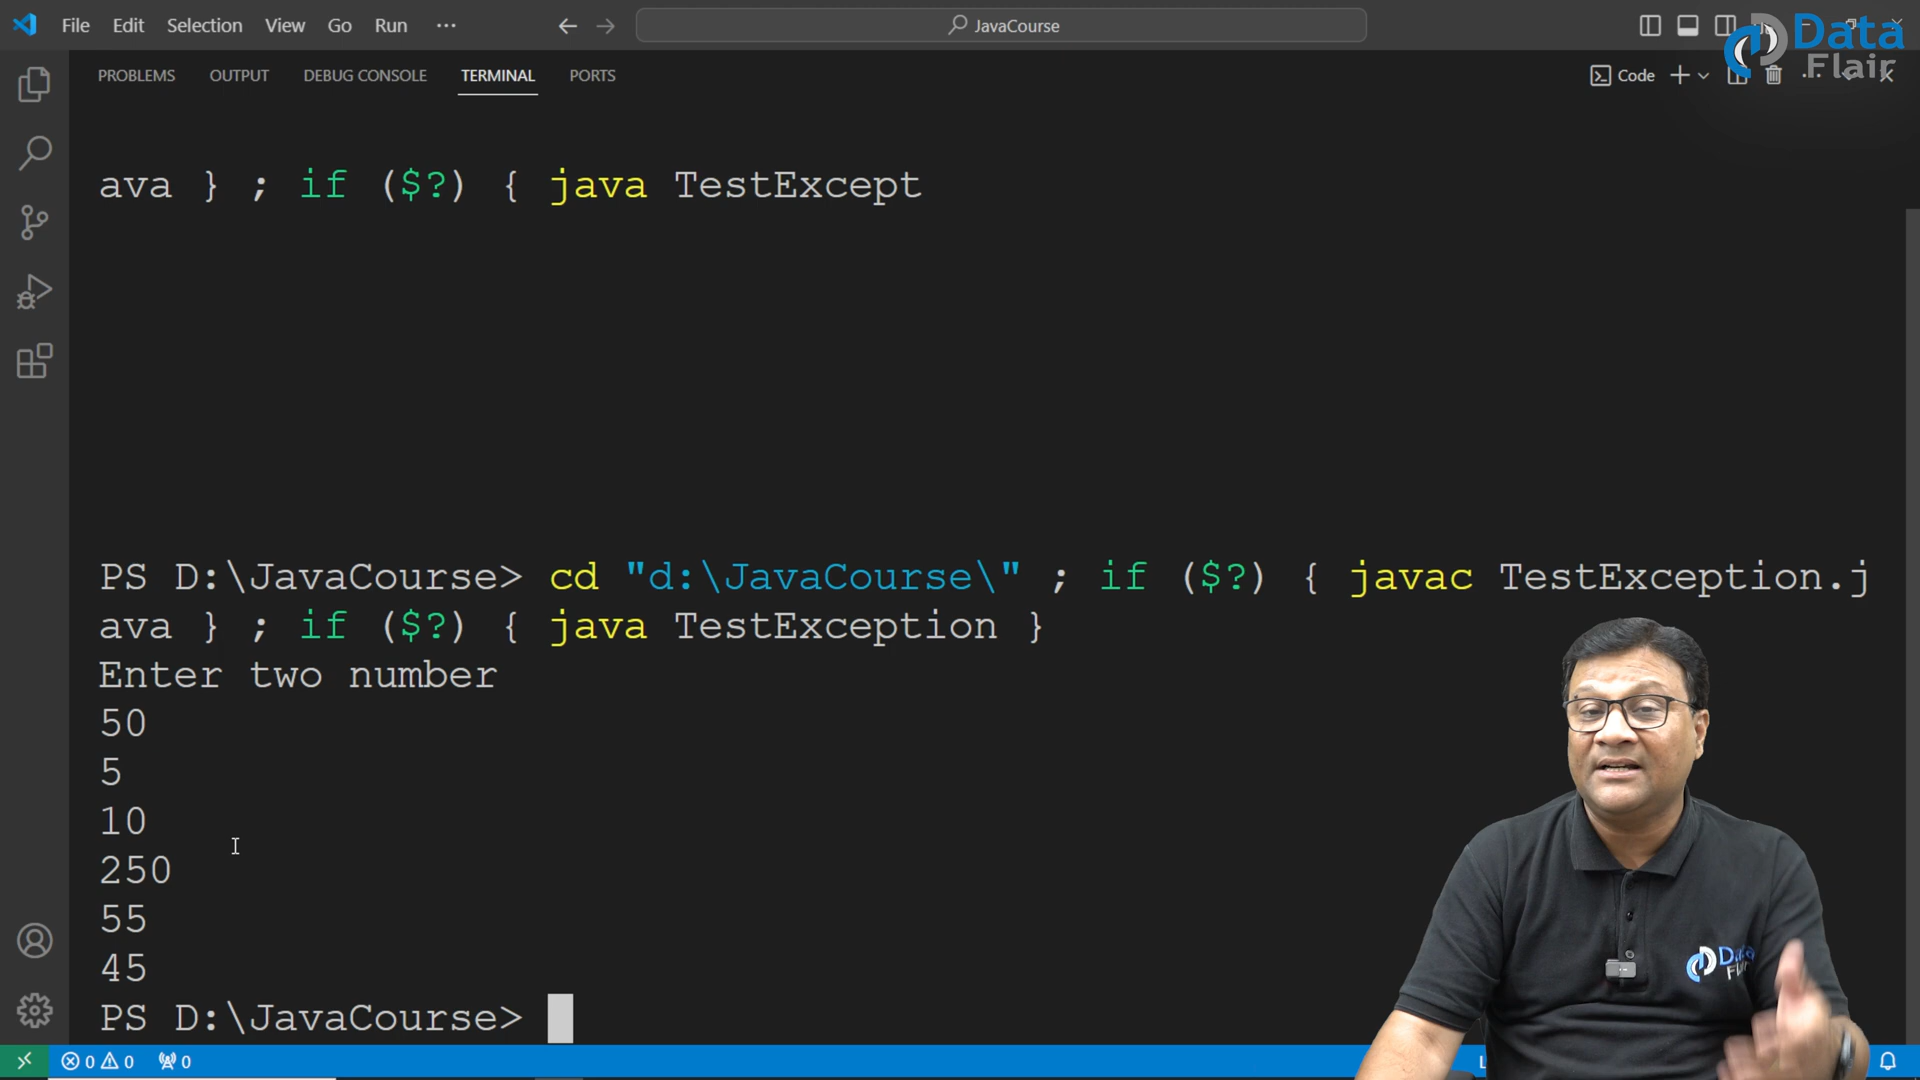 File Edit Selection View Go Run ··· ← → JavaCourse
Data
Flair
PROBLEMS OUTPUT DEBUG CONSOLE TERMINAL PORTS Code
ava } ; if ($?) { java TestExcept
PS D:\JavaCourse> cd "d:\JavaCourse\" ; if ($?) { javac TestException.j
ava } ; if ($?) { java TestException }
Enter two number
50
5
10
250
55
45
PS D:\JavaCourse>
0 0 0